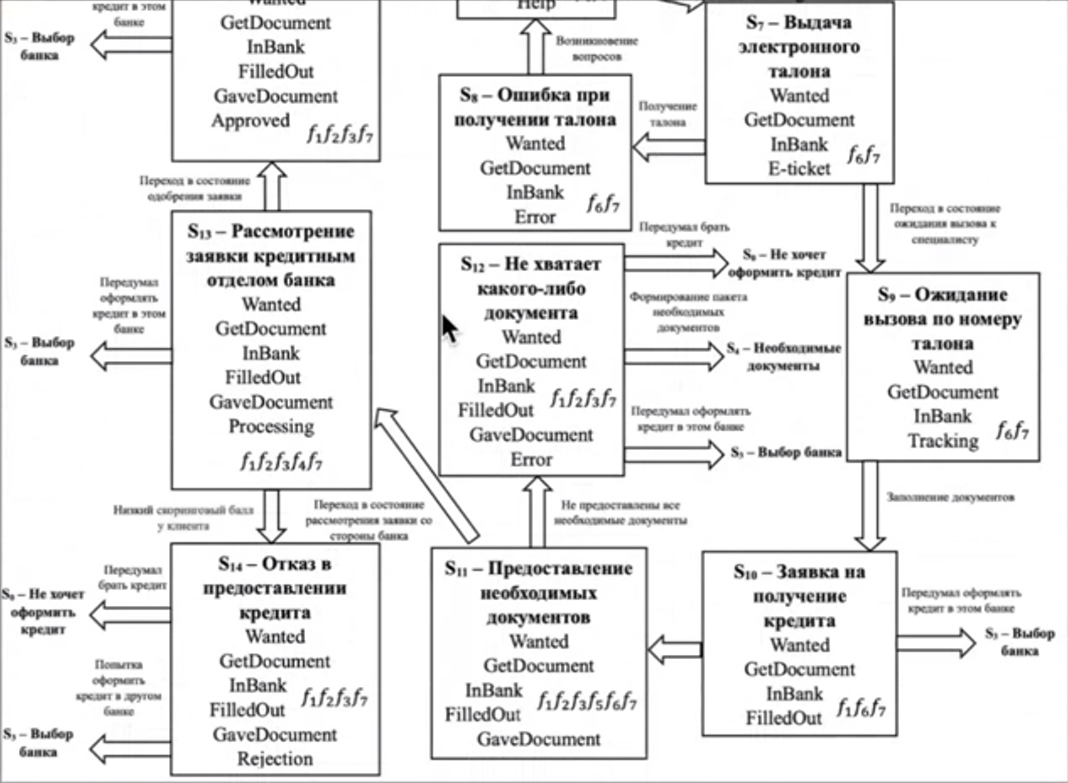 кредит в этом
банке
S₃ – Выбор
банка
Wanted
GetDocument
InBank
FilledOut
GaveDocument
Approved
f₁f₂f₃f₇
Переход в состояние
одобрения заявки
S₁₃ – Рассмотрение
заявки кредитным
отделом банка
Wanted
GetDocument
InBank
FilledOut
GaveDocument
Processing
f₁f₂f₃f₄f₇
Передумал
оформлять
кредит в этом
банке
S₃ – Выбор
банка
Низкий скоринговый балл
у клиента
Переход в состояние
рассмотрения заявки со
стороны банка
S₁₄ – Отказ в
предоставлении
кредита
Wanted
GetDocument
InBank
FilledOut
GaveDocument
Rejection
f₁f₂f₃f₇
Передумал
брать кредит
S₀ – Не хочет
оформить
кредит
Попытка
оформить
кредит в другом
банке
S₃ – Выбор
банка
Help
Возникновение
вопросов
S₈ – Ошибка при
получении талона
Wanted
GetDocument
InBank
Error
f₆f₇
Получение
талона
S₇ – Выдача
электронного
талона
Wanted
GetDocument
InBank
E-ticket
f₆f₇
Переход в состояние
ожидания вызова к
специалисту
S₁₂ – Не хватает
какого-либо
документа
Wanted
GetDocument
InBank
FilledOut
GaveDocument
Error
f₁f₂f₃f₇
Передумал брать
кредит
S₀ – Не хочет
оформить кредит
Формирование пакета
необходимых
документов
S₄ – Необходимые
документы
Передумал оформлять
кредит в этом банке
S₃ – Выбор банка
S₉ – Ожидание
вызова по номеру
талона
Wanted
GetDocument
InBank
Tracking
f₆f₇
Заполнение документов
Не предоставлены все
необходимые документы
S₁₁ – Предоставление
необходимых
документов
Wanted
GetDocument
InBank
FilledOut
GaveDocument
f₁f₂f₃f₅f₆f₇
S₁₀ – Заявка на
получение
кредита
Wanted
GetDocument
InBank
FilledOut
f₁f₆f₇
Передумал оформлять
кредит в этом банке
S₃ – Выбор
банка